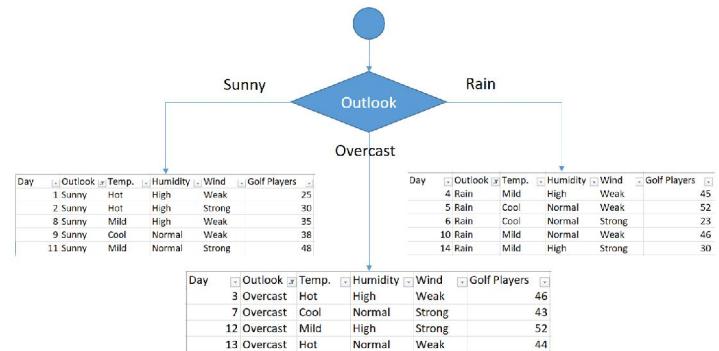 Sunny
Rain
Outlook
Overcast
Day Outlook Temp. Humidity Wind Golf Players
1 Sunny Hot High Weak 25
2 Sunny Hot High Strong 30
8 Sunny Mild High Weak 35
9 Sunny Cool Normal Weak 38
11 Sunny Mild Normal Strong 48
Day Outlook Temp. Humidity Wind Golf Players
4 Rain Mild High Weak 45
5 Rain Cool Normal Weak 52
6 Rain Cool Normal Strong 23
10 Rain Mild Normal Weak 46
14 Rain Mild High Strong 30
Day Outlook Temp. Humidity Wind Golf Players
3 Overcast Hot High Weak 46
7 Overcast Cool Normal Strong 43
12 Overcast Mild High Strong 52
13 Overcast Hot Normal Weak 44